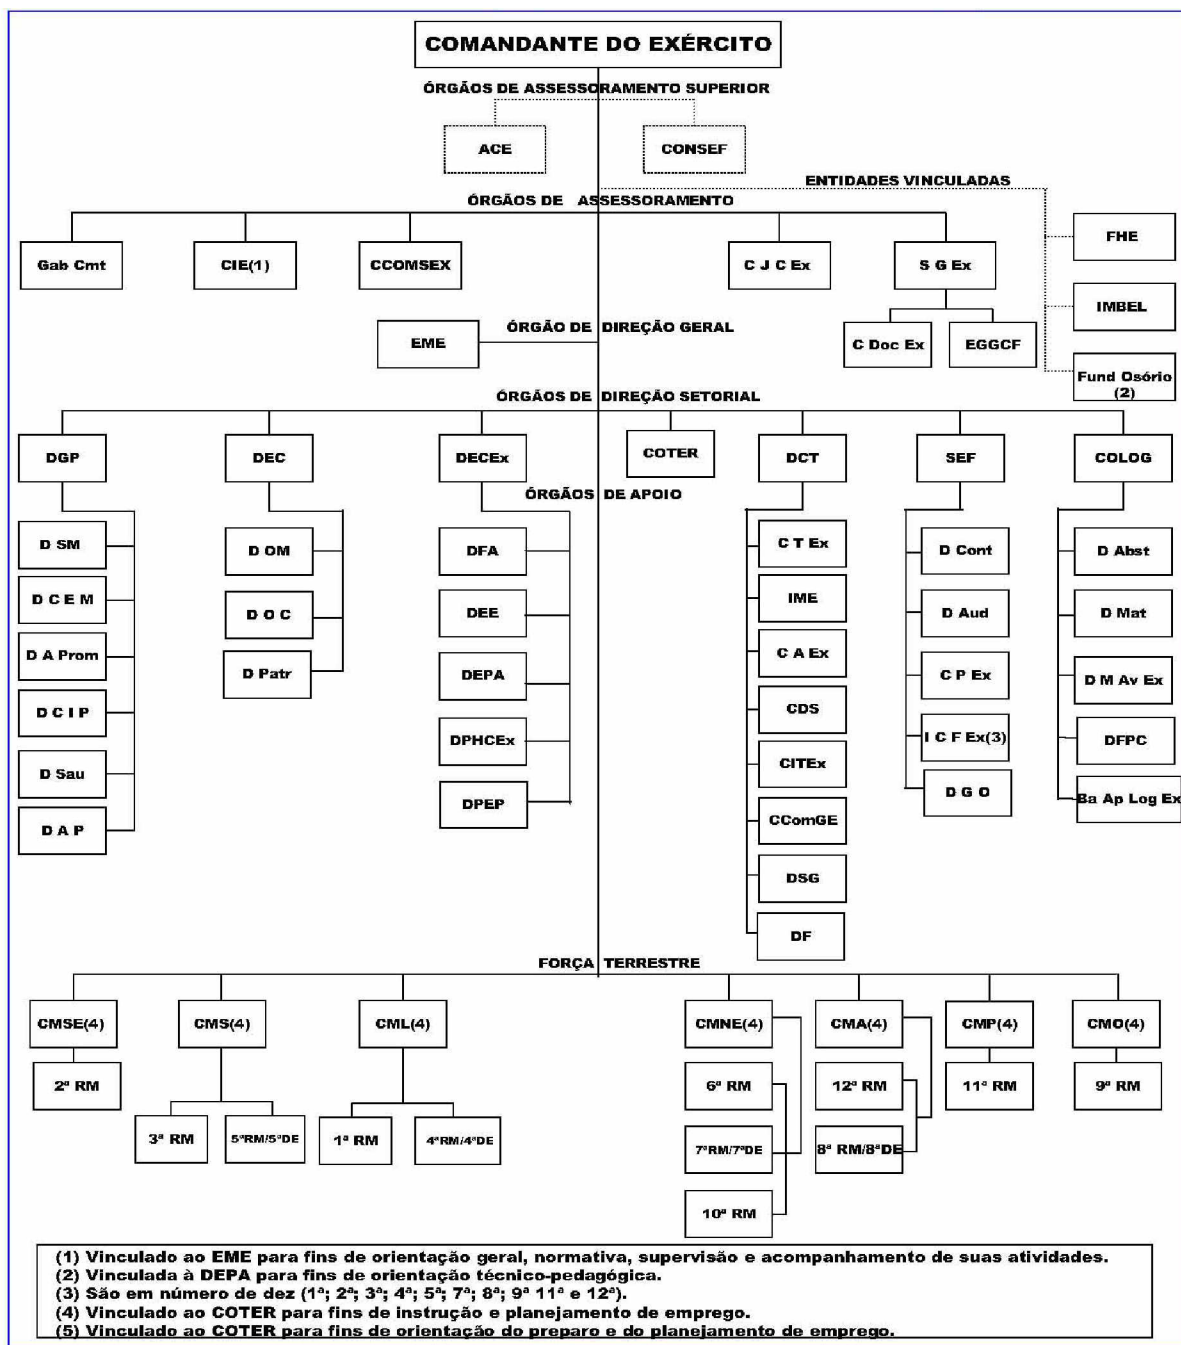 COMANDANTE DO EXÉRCITO
ÓRGÃOS DE ASSESSORAMENTO SUPERIOR
ACE
CONSEF
ENTIDADES VINCULADAS
ÓRGÃOS DE ASSESSORAMENTO
Gab Cmt
CIE(1)
CCOMSEX
C J C Ex
S G Ex
FHE
IMBEL
C Doc Ex
EGGCF
ÓRGÃO DE DIREÇÃO GERAL
EME
Fund Osório
(2)
ÓRGÃOS DE DIREÇÃO SETORIAL
DGP
DEC
DECEx
COTER
DCT
SEF
COLOG
ÓRGÃOS DE APOIO
D SM
D C E M
D A Prom
D C I P
D Sau
D A P
D OM
D O C
D Patr
DFA
DEE
DEPA
DPHCEx
DPEP
C T Ex
IME
C A Ex
CDS
CITEx
CComGE
DSG
DF
D Cont
D Aud
C P Ex
I C F Ex(3)
D G O
D Abst
D Mat
D M Av Ex
DFPC
Ba Ap Log Ex
FORÇA TERRESTRE
CMSE(4)
CMS(4)
CML(4)
CMNE(4)
CMA(4)
CMP(4)
CMO(4)
2ª RM
3ª RM
5ªRM/5ªDE
1ª RM
4ªRM/4ªDE
6ª RM
7ªRM/7ªDE
10ª RM
12ª RM
8ª RM/8ªDE
11ª RM
9ª RM
(1) Vinculado ao EME para fins de orientação geral, normativa, supervisão e acompanhamento de suas atividades.
(2) Vinculada à DEPA para fins de orientação técnico-pedagógica.
(3) São em número de dez (1ª; 2ª; 3ª; 4ª; 5ª; 7ª; 8ª; 9ª 11ª e 12ª).
(4) Vinculado ao COTER para fins de instrução e planejamento de emprego.
(5) Vinculado ao COTER para fins de orientação do preparo e do planejamento de emprego.